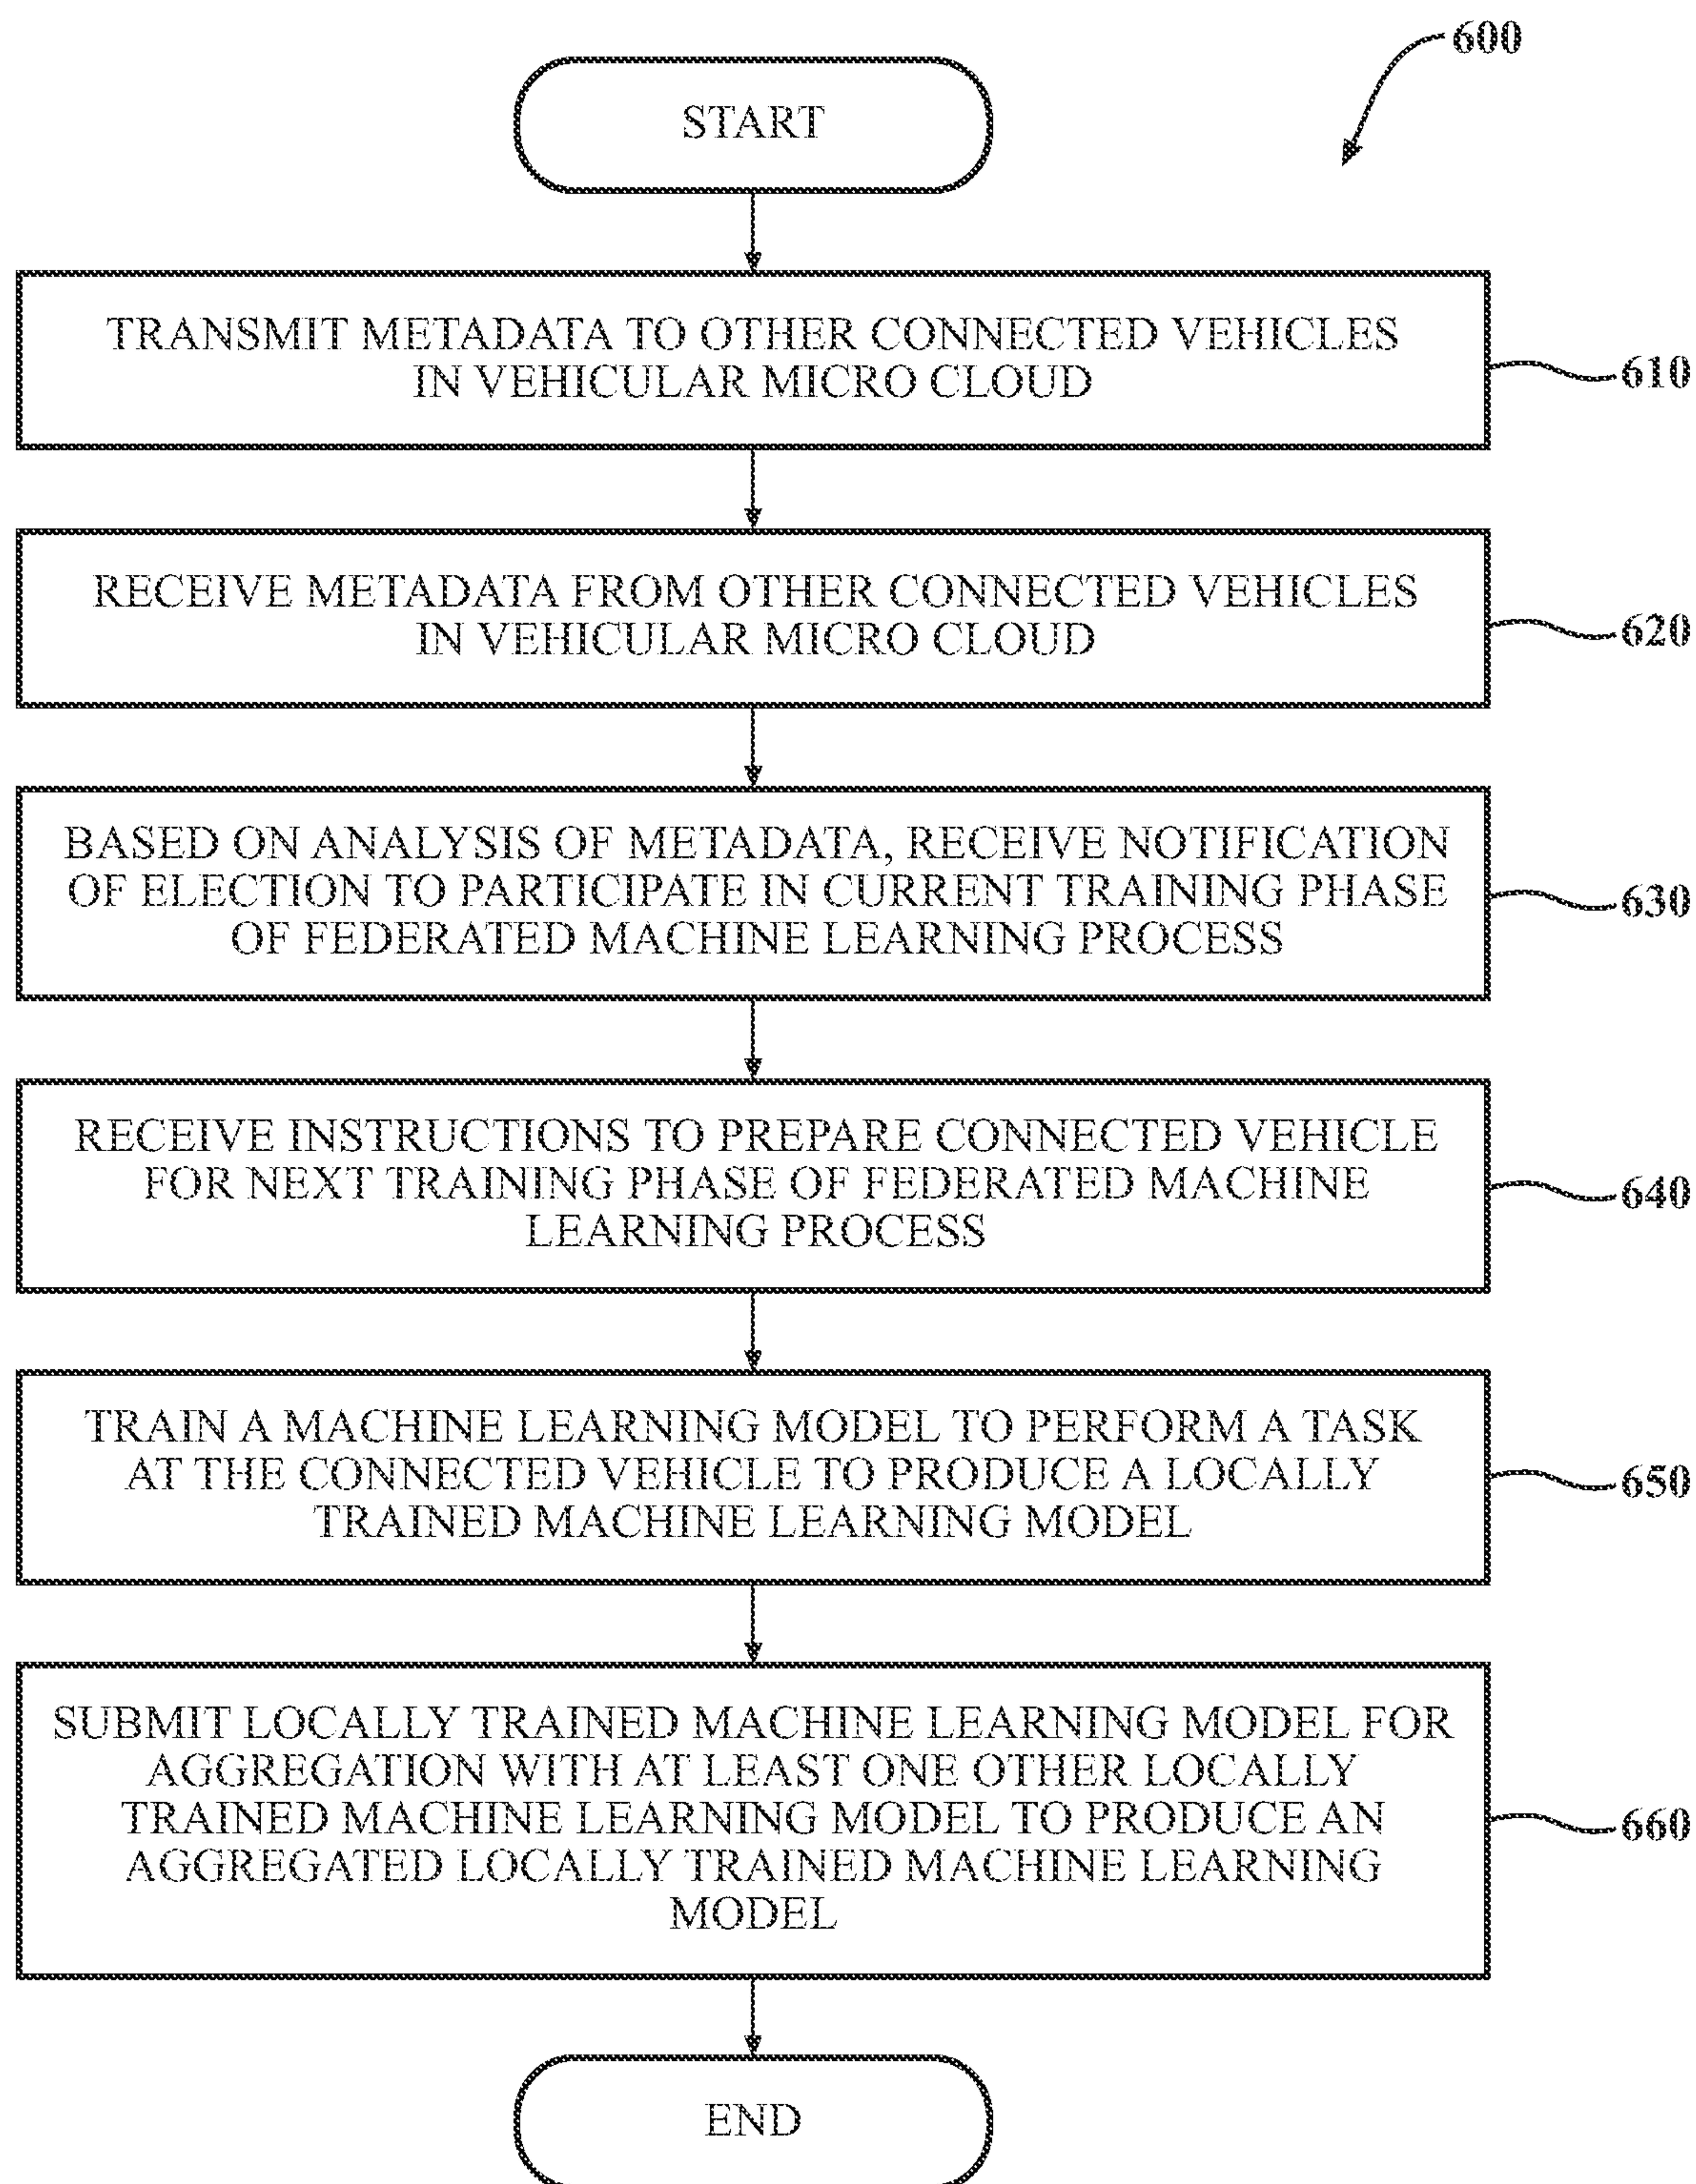 600
START
TRANSMIT METADATA TO OTHER CONNECTED VEHICLES
IN VEHICULAR MICRO CLOUD
610
RECEIVE METADATA FROM OTHER CONNECTED VEHICLES
IN VEHICULAR MICRO CLOUD
620
BASED ON ANALYSIS OF METADATA, RECEIVE NOTIFICATION
OF ELECTION TO PARTICIPATE IN CURRENT TRAINING PHASE
OF FEDERATED MACHINE LEARNING PROCESS
630
RECEIVE INSTRUCTIONS TO PREPARE CONNECTED VEHICLE
FOR NEXT TRAINING PHASE OF FEDERATED MACHINE
LEARNING PROCESS
640
TRAIN A MACHINE LEARNING MODEL TO PERFORM A TASK
AT THE CONNECTED VEHICLE TO PRODUCE A LOCALLY
TRAINED MACHINE LEARNING MODEL
650
SUBMIT LOCALLY TRAINED MACHINE LEARNING MODEL FOR
AGGREGATION WITH AT LEAST ONE OTHER LOCALLY
TRAINED MACHINE LEARNING MODEL TO PRODUCE AN
AGGREGATED LOCALLY TRAINED MACHINE LEARNING
MODEL
660
END